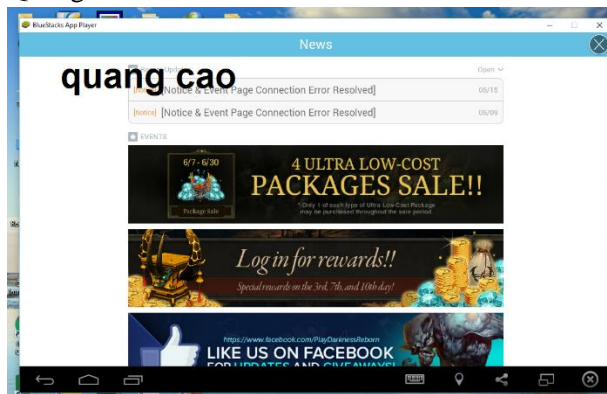 BlueStacks App Player
News
quang cao
Open
[Notice & Event Page Connection Error Resolved]
05/15
[Notice] [Notice & Event Page Connection Error Resolved]
05/09
EVENTS
6/7 - 6/30
Package Sale
4 ULTRA LOW-COST
PACKAGES SALE!!
* Only 1 of each type of Ultra Low-Cost Package
may be purchased throughout the sale period.
Log in for rewards!!
Special rewards on the 3rd, 7th, and 10th day!
https://www.facebook.com/PlayDarknessReborn
LIKE US ON FACEBOOK
FOR UPDATES AND GIVEAWAYS!